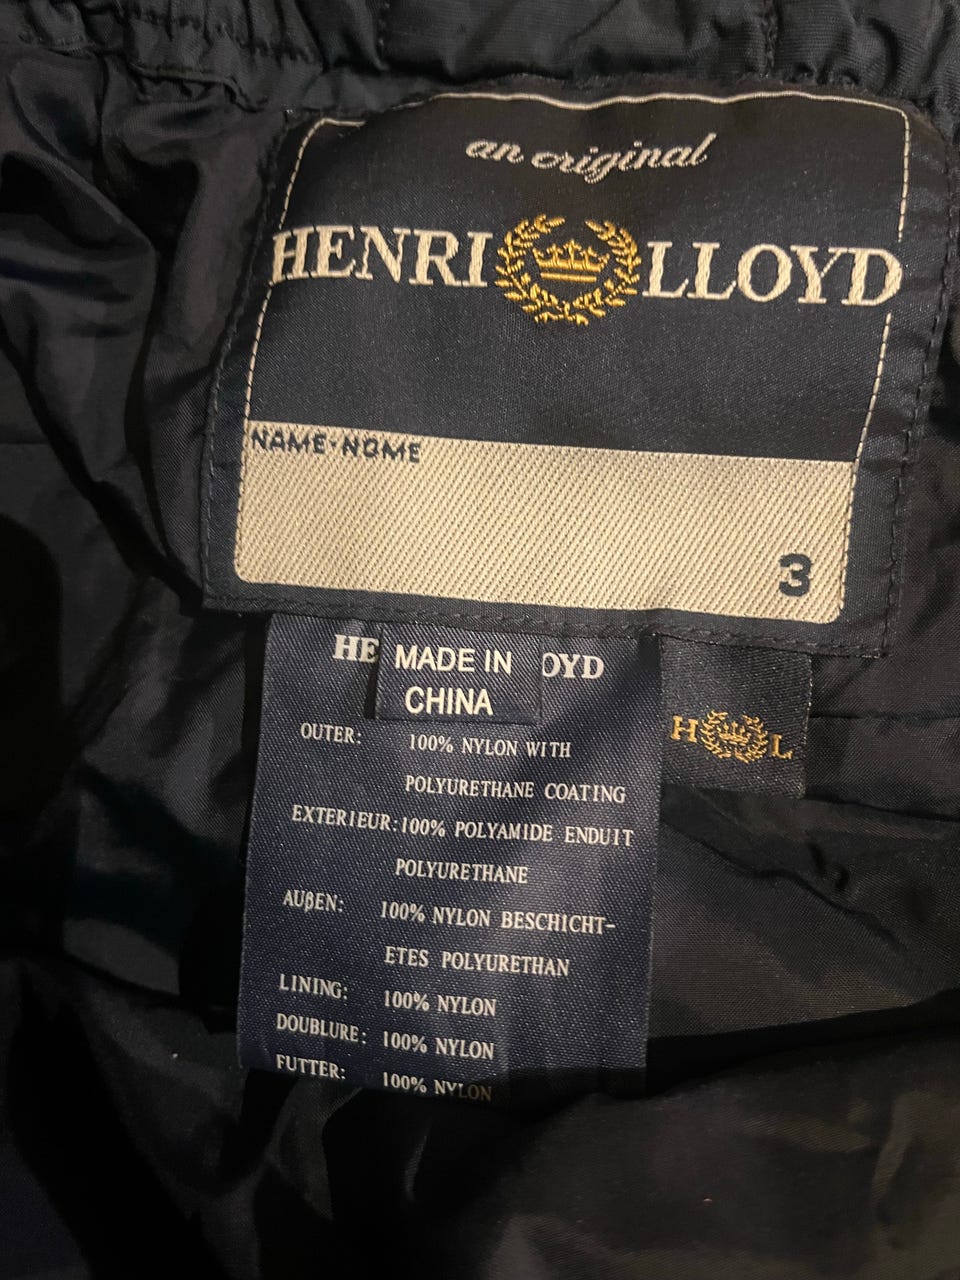 an original
HENRI LLOYD
NAME-NOME
3
HE OYD
MADE IN
CHINA
H L
OUTER: 100% NYLON WITH
POLYURETHANE COATING
EXTERIEUR: 100% POLYAMIDE ENDUIT
POLYURETHANE
AUβEN: 100% NYLON BESCHICHT-
ETES POLYURETHAN
LINING: 100% NYLON
DOUBLURE: 100% NYLON
FUTTER: 100% NYLON